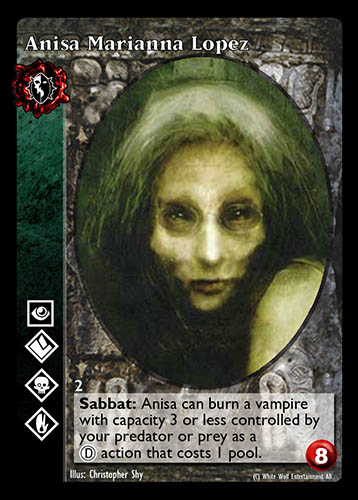 Anisa Marianna Lopez
2
Sabbat: Anisa can burn a vampire
with capacity 3 or less controlled by
your predator or prey as a
Ⓓ action that costs 1 pool.
8
Illus: Christopher Shy
(C) White Wolf Entertainment AB